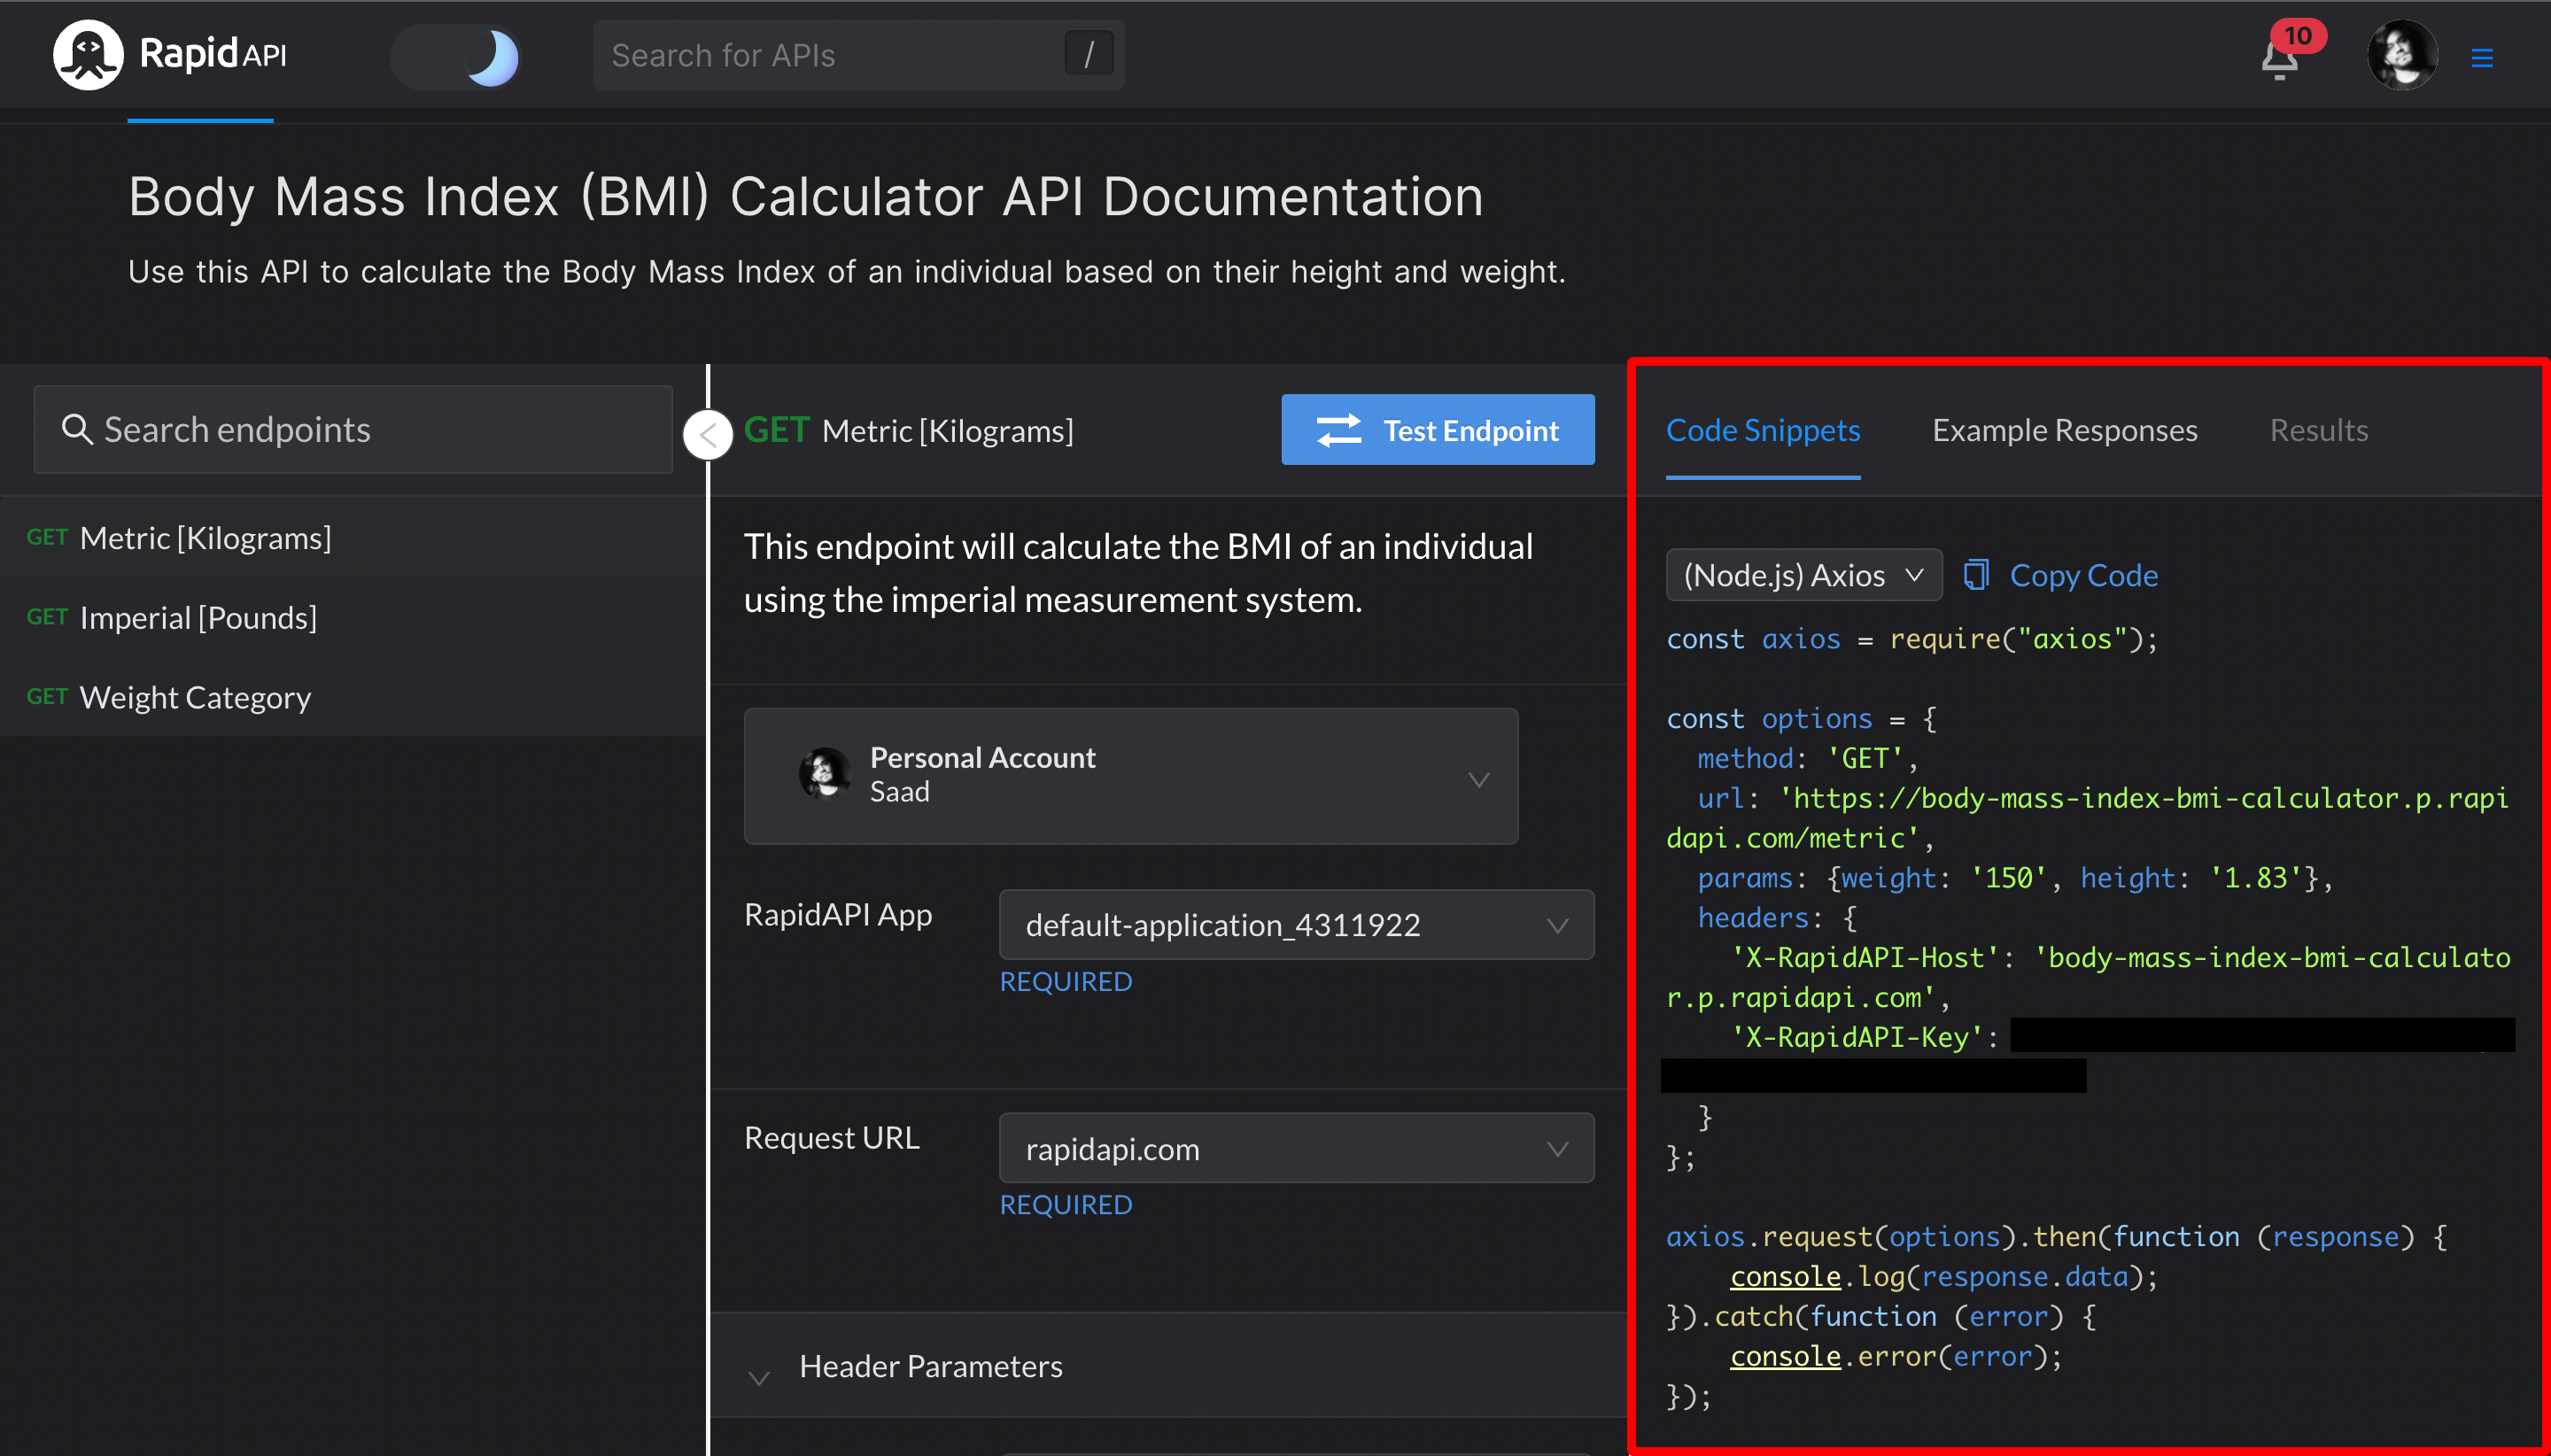 RapidAPI
Search for APIs
/
10
Body Mass Index (BMI) Calculator API Documentation
Use this API to calculate the Body Mass Index of an individual based on their height and weight.
Search endpoints
GET Metric [Kilograms]
GET Imperial [Pounds]
GET Weight Category
GET Metric [Kilograms]
Test Endpoint
This endpoint will calculate the BMI of an individual
using the imperial measurement system.
Personal Account
Saad
RapidAPI App
default-application_4311922
REQUIRED
Request URL
rapidapi.com
REQUIRED
Header Parameters
Code Snippets
Example Responses
Results
(Node.js) Axios
Copy Code
const axios = require("axios");
const options = {
method: 'GET',
url: 'https://body-mass-index-bmi-calculator.p.rapi
dapi.com/metric',
params: {weight: '150', height: '1.83'},
headers: {
'X-RapidAPI-Host': 'body-mass-index-bmi-calculato
r.p.rapidapi.com',
'X-RapidAPI-Key':
}
};
axios.request(options).then(function (response) {
console.log(response.data);
}).catch(function (error) {
console.error(error);
});